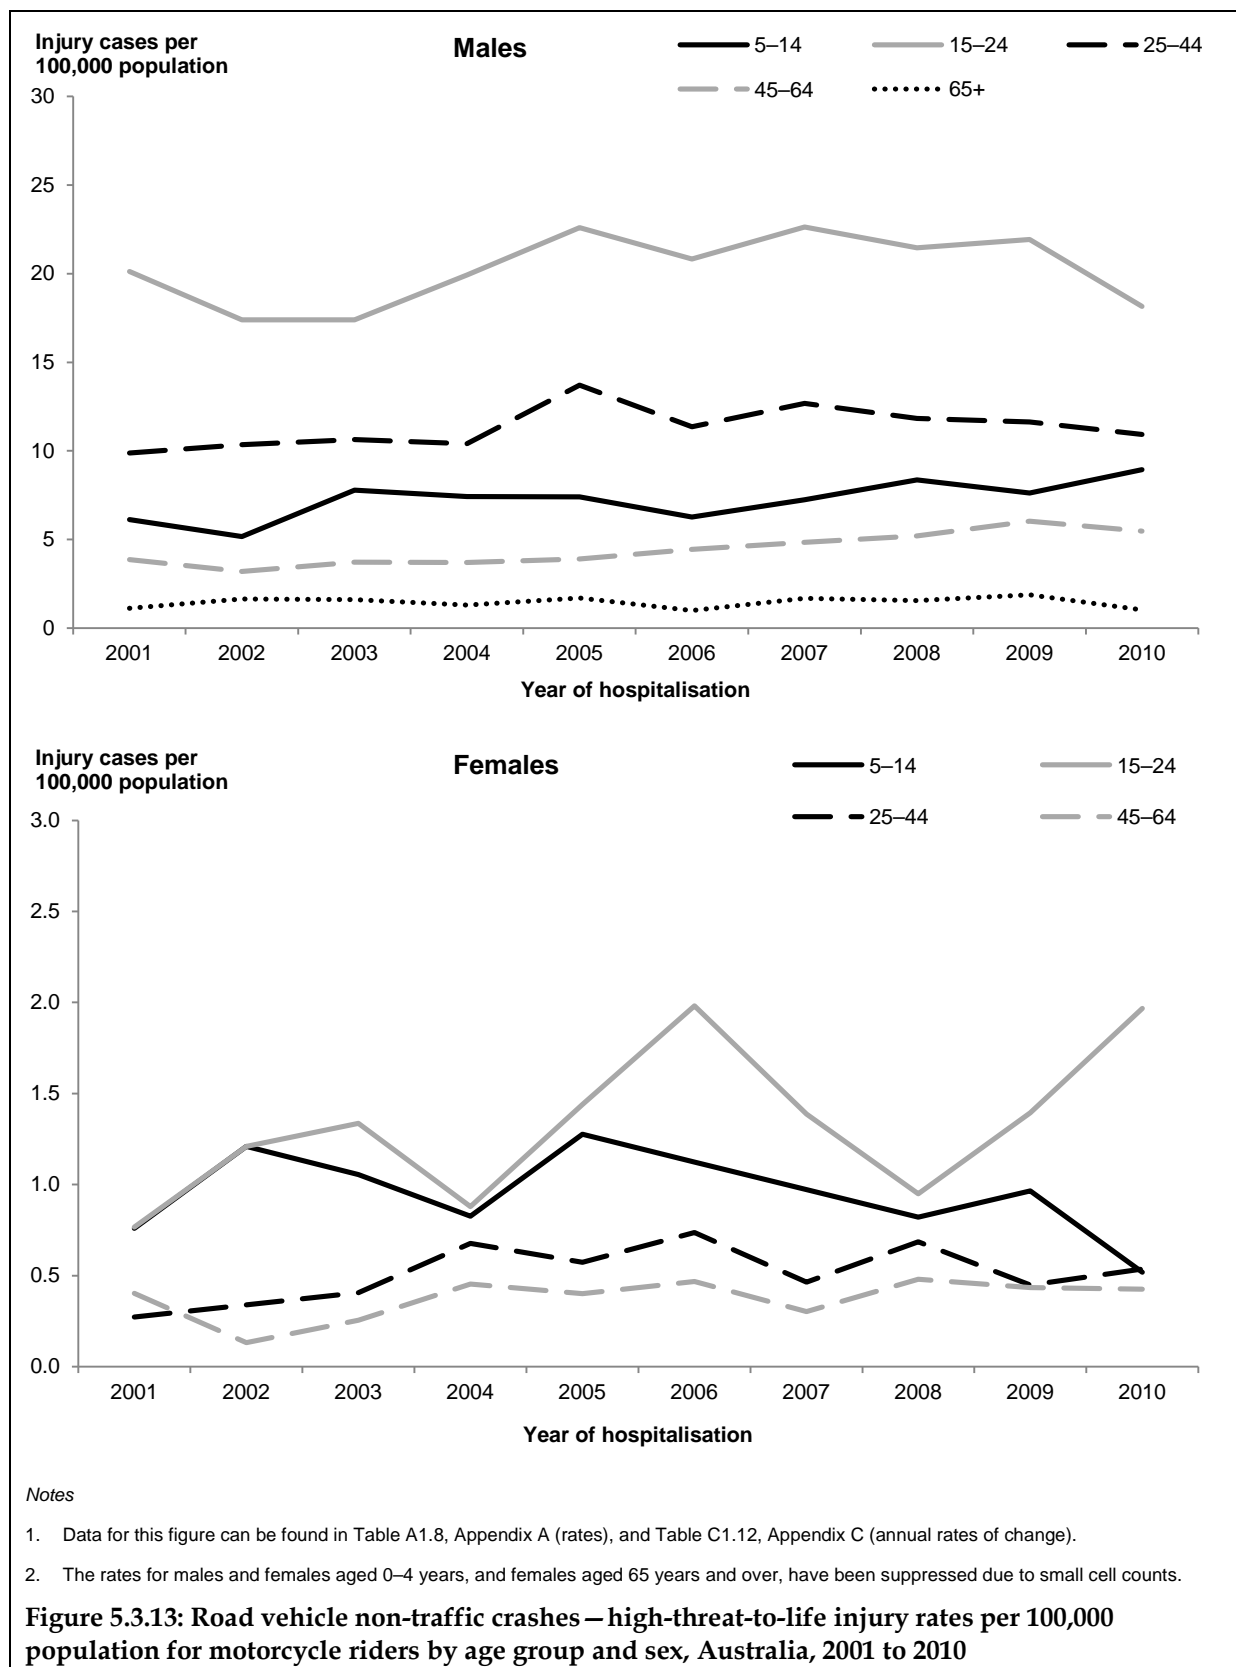 Injury cases per
100,000 population
Males
5–14
15–24
25–44
45–64
65+
30
25
20
15
10
5
0
2001 2002 2003 2004 2005 2006 2007 2008 2009 2010
Year of hospitalisation
Injury cases per
100,000 population
Females
5–14
15–24
25–44
45–64
3.0
2.5
2.0
1.5
1.0
0.5
0.0
2001 2002 2003 2004 2005 2006 2007 2008 2009 2010
Year of hospitalisation
Notes
1. Data for this figure can be found in Table A1.8, Appendix A (rates), and Table C1.12, Appendix C (annual rates of change).
2. The rates for males and females aged 0–4 years, and females aged 65 years and over, have been suppressed due to small cell counts.
Figure 5.3.13: Road vehicle non-traffic crashes—high-threat-to-life injury rates per 100,000
population for motorcycle riders by age group and sex, Australia, 2001 to 2010